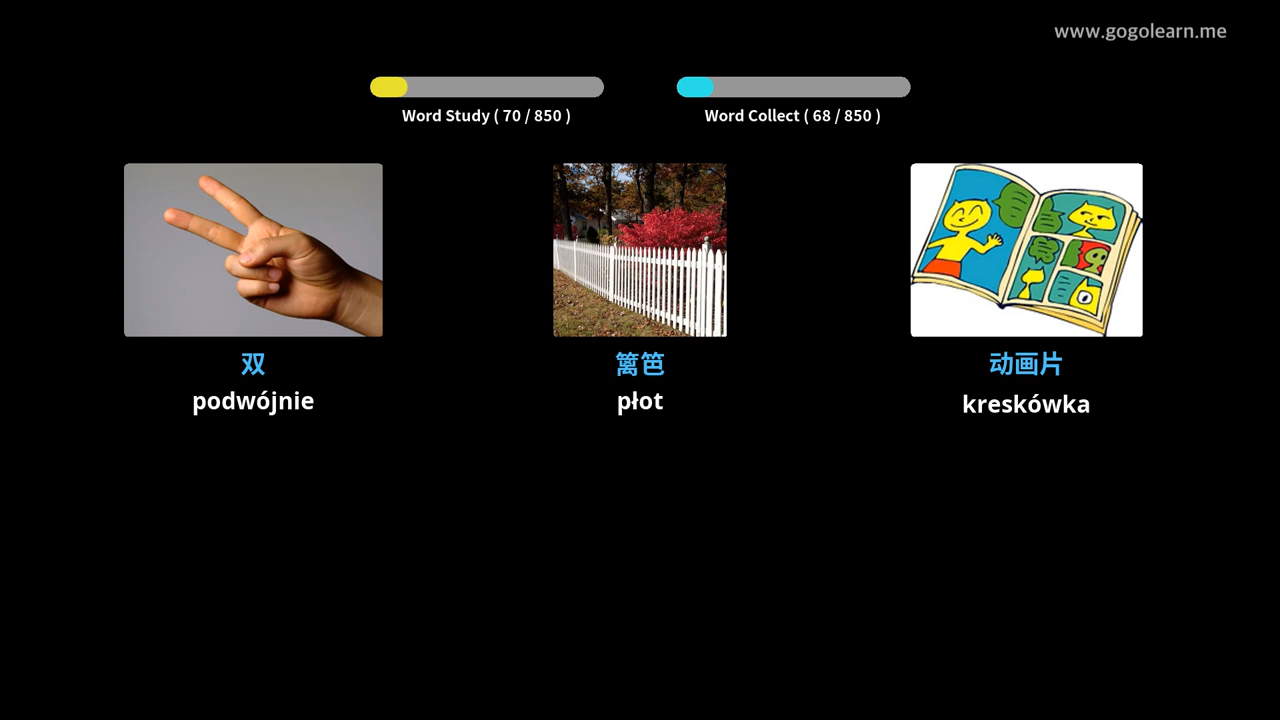 www.gogolearn.me
Word Study ( 70 / 850 )
Word Collect ( 68 / 850 )
双
篱笆
动画片
podwójnie
płot
kreskówka